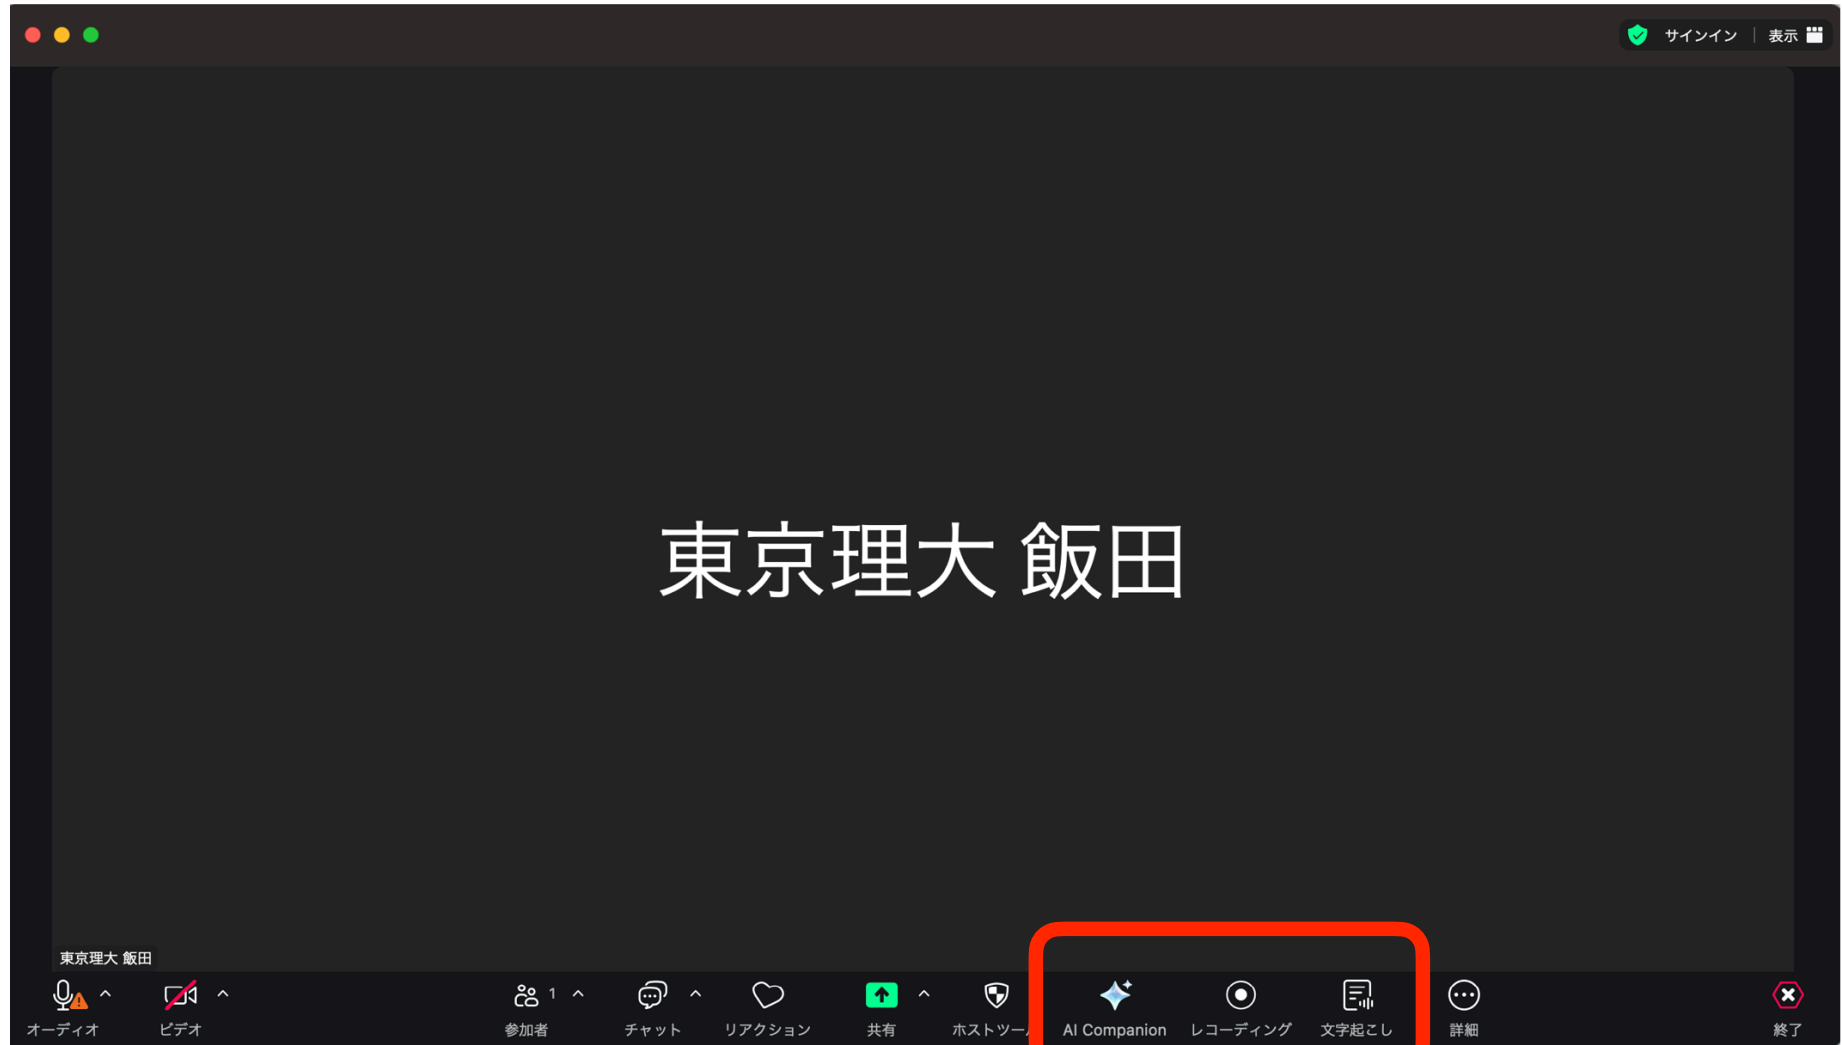 サインイン 表示
東京理大 飯田
東京理大 飯田
オーディオ ビデオ 参加者 1 チャット リアクション 共有 ホストツー AI Companion レコーディング 文字起こし 詳細 終了